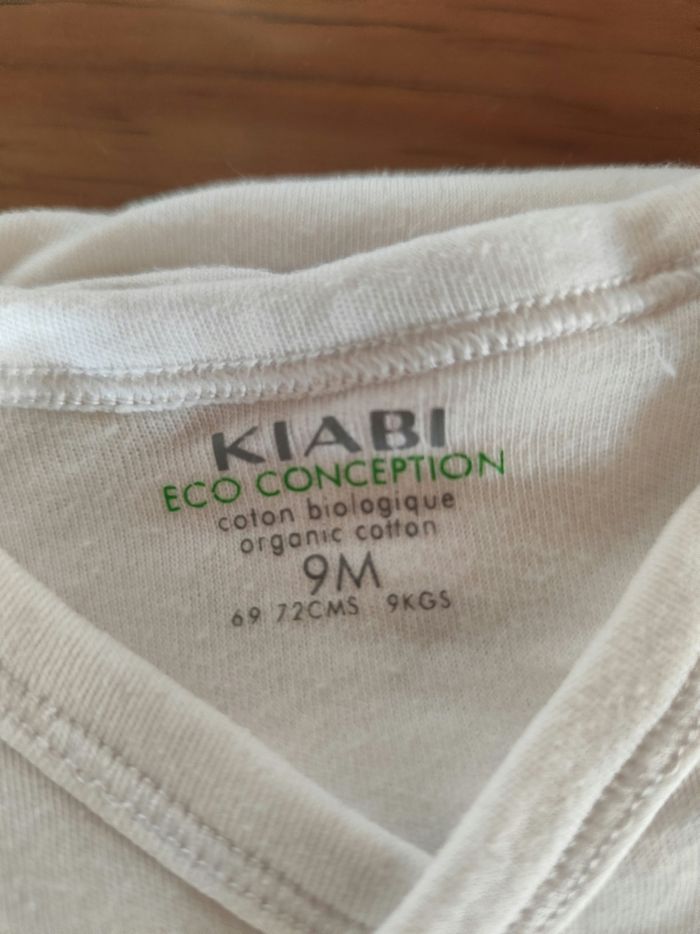 KIABI
ECO CONCEPTION
coton biologique
organic cotton
9M
69 72CMS 9KGS